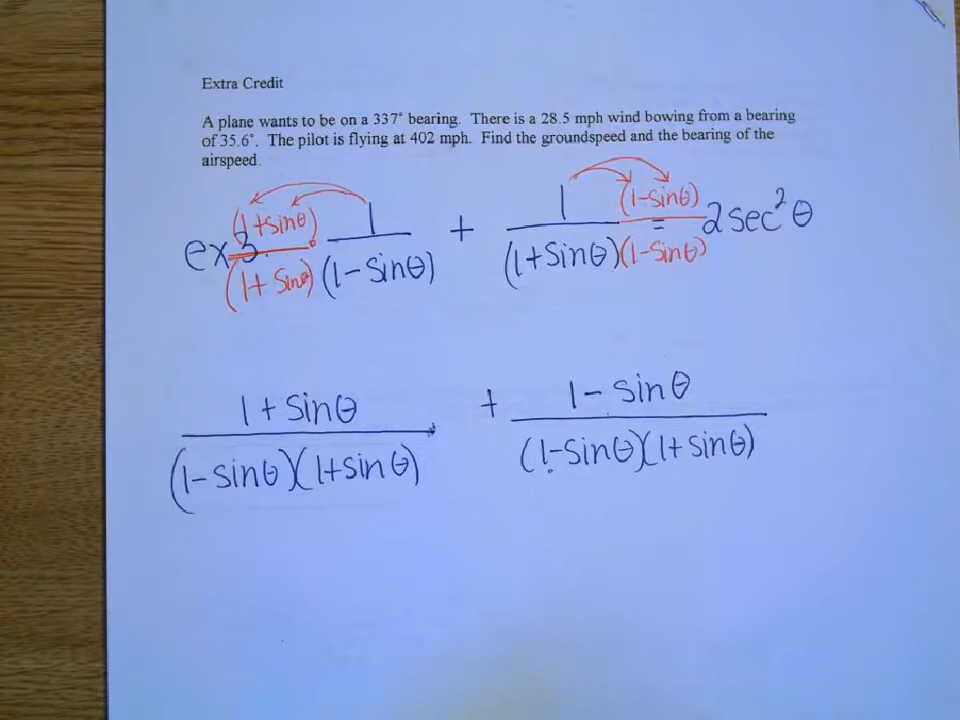 Extra Credit
A plane wants to be on a 337° bearing. There is a 28.5 mph wind bowing from a bearing
of 35.6°. The pilot is flying at 402 mph. Find the groundspeed and the bearing of the
airspeed.
(1+sinθ) 1 + 1 (1-sinθ)
ex 3. = 2 sec² θ
(1+ Sinθ) (1-Sinθ) (1+Sinθ)(1-Sinθ)
1+ Sinθ + 1- Sinθ
(1-sinθ)(1+sinθ) (1-sinθ)(1+sinθ)